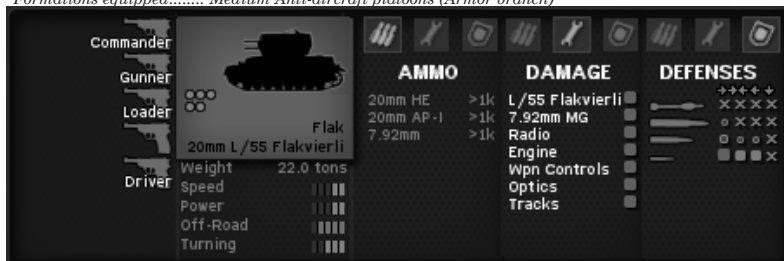 Formations equipped........ Medium Anti-aircraft platoons (Armor branch)
Commander
Gunner
Loader
Driver
Flak
20mm L/55 Flakvierli
Weight 22.0 tons
Speed
Power
Off-Road
Turning
AMMO
20mm HE >1k
20mm AP-I >1k
7.92mm >1k
DAMAGE
L/55 Flakvierli
7.92mm MG
Radio
Engine
Wpn Controls
Optics
Tracks
DEFENSES